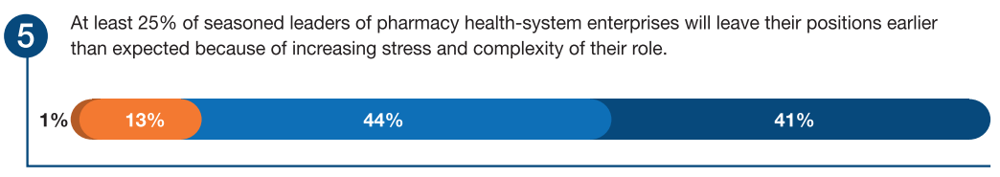 5
At least 25% of seasoned leaders of pharmacy health-system enterprises will leave their positions earlier
than expected because of increasing stress and complexity of their role.
1% 13% 44% 41%